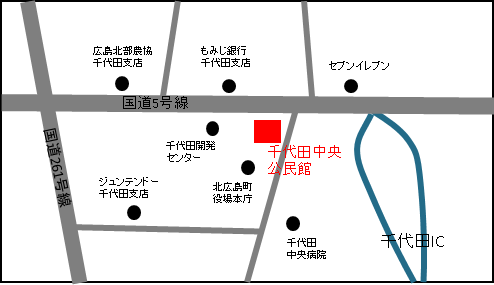 広島北部農協
千代田支店
もみじ銀行
千代田支店
セブンイレブン
国道5号線
国道261号線
千代田開発
センター
千代田中央
公民館
ジュンテンドー
千代田支店
北広島町
役場本庁
千代田
中央病院
千代田IC